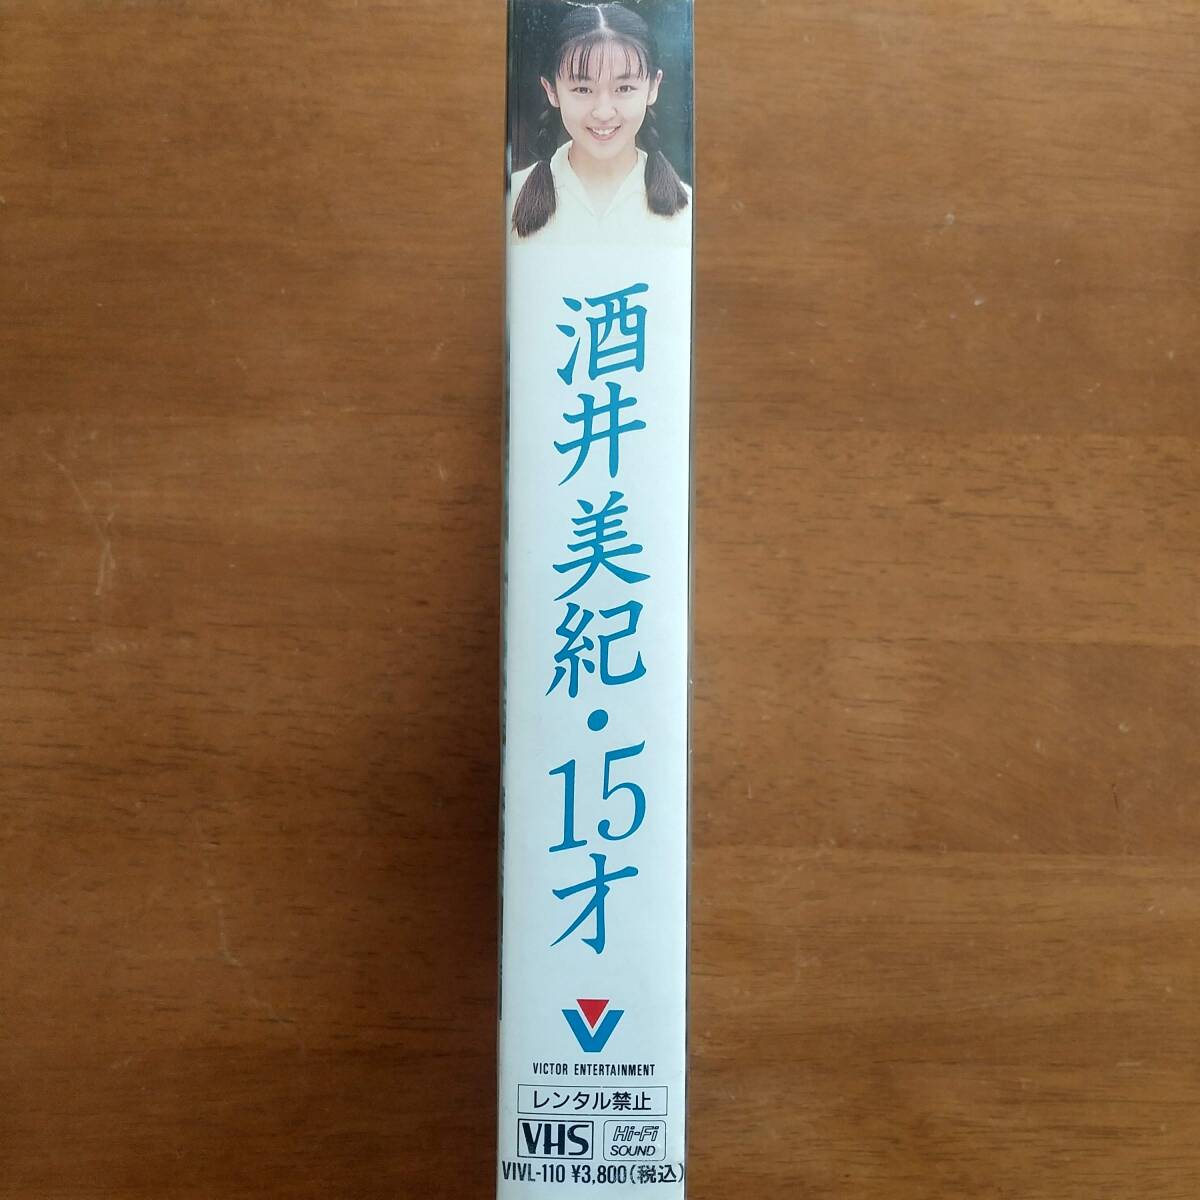 酒井美紀・15才
VICTOR ENTERTAINMENT
レンタル禁止
VHS Hi-Fi SOUND
VIVL-110 ¥3,800(税込)